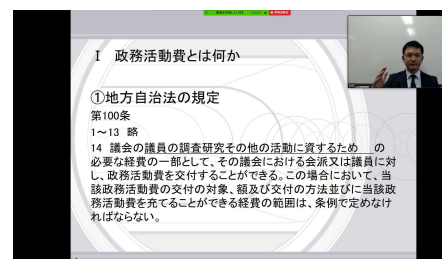 Ⅰ 政務活動費とは何か
①地方自治法の規定
第100条
1～13 略
14 議会の議員の調査研究その他の活動に資するため の
必要な経費の一部として、その議会における会派又は議員に対
し、政務活動費を交付することができる。この場合において、当
該政務活動費の交付の対象、額及び交付の方法並びに当該政
務活動費を充てることができる経費の範囲は、条例で定めなけ
ればならない。